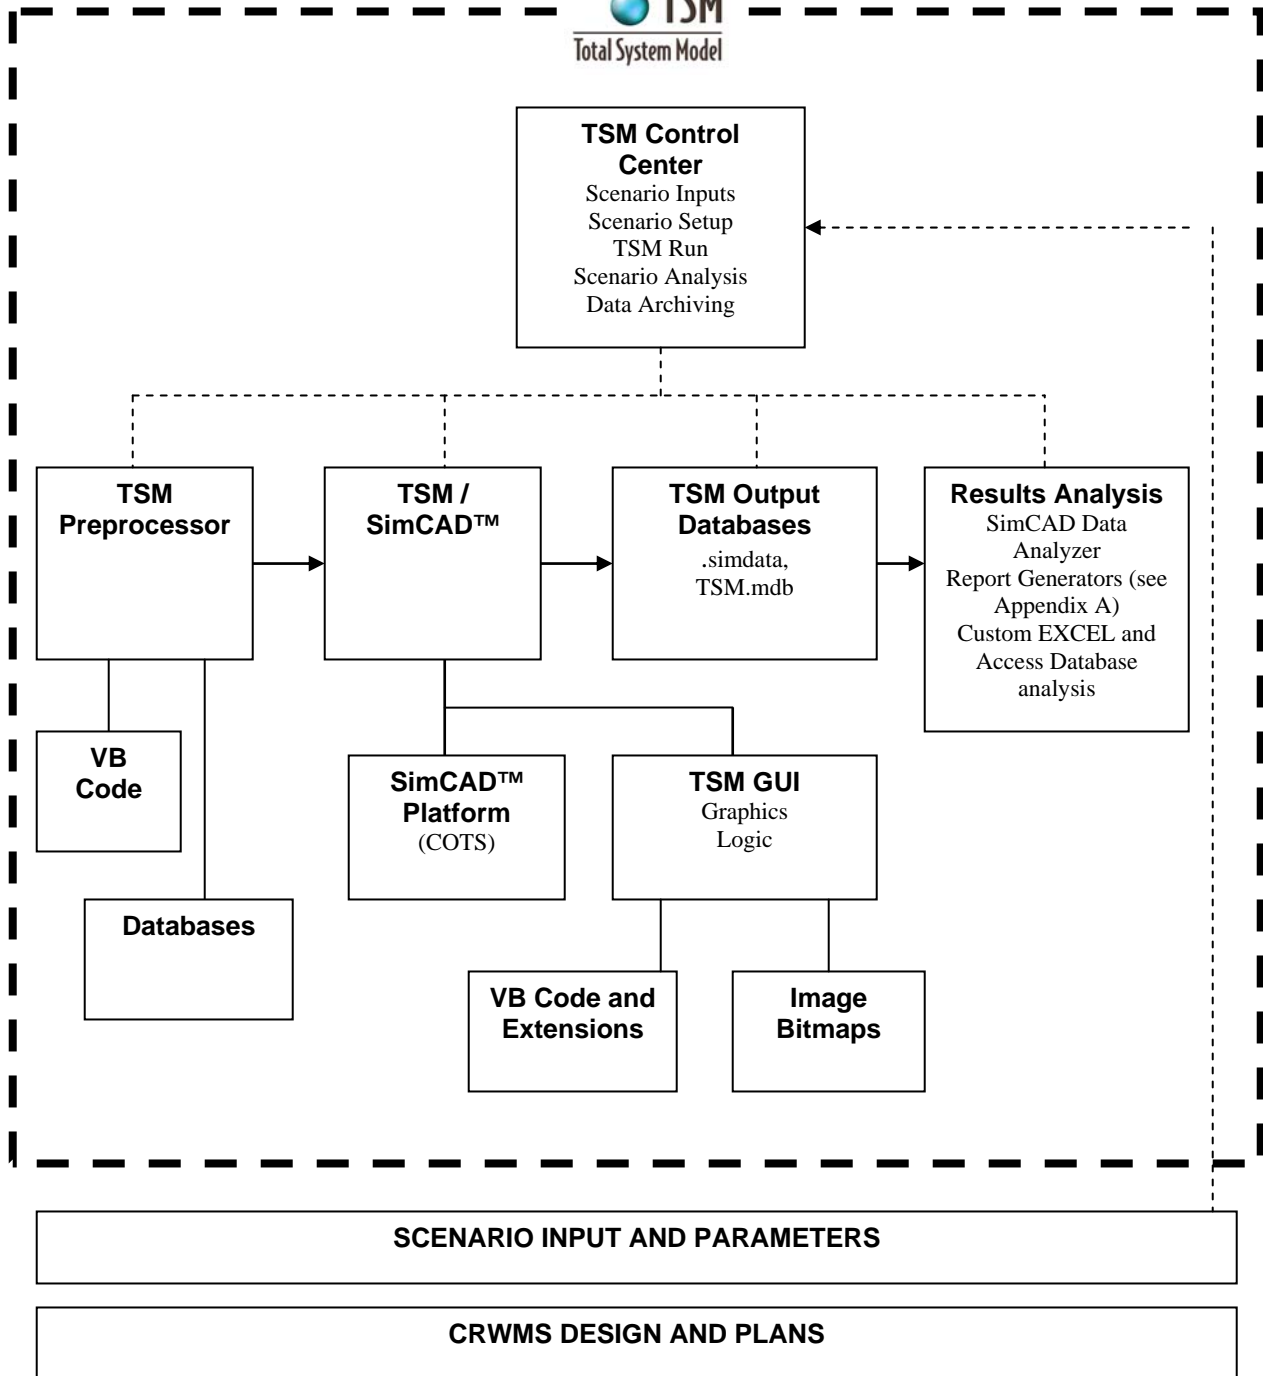 TSM
Total System Model
TSM Control
Center
Scenario Inputs
Scenario Setup
TSM Run
Scenario Analysis
Data Archiving
TSM
Preprocessor
TSM /
SimCAD™
TSM Output
Databases
.simdata,
TSM.mdb
Results Analysis
SimCAD Data
Analyzer
Report Generators (see
Appendix A)
Custom EXCEL and
Access Database
analysis
VB
Code
SimCAD™
Platform
(COTS)
TSM GUI
Graphics
Logic
Databases
VB Code and
Extensions
Image
Bitmaps
SCENARIO INPUT AND PARAMETERS
CRWMS DESIGN AND PLANS